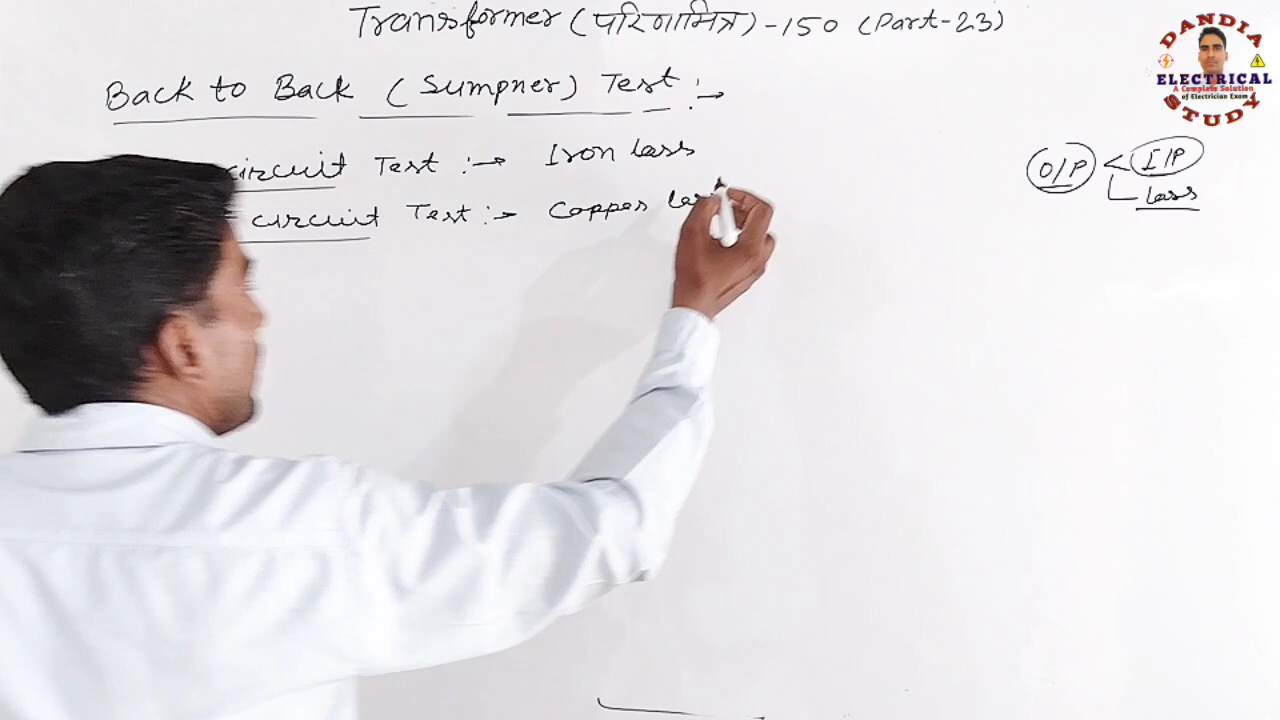 Transformer (परिणामित्र) - 150 (Part-23)
Back to Back (Sumpner) Test :→
circuit Test :→ Iron loss
circuit Test :→ Copper
O/P < I/P
Loss
DANDIA
ELECTRICAL
A Complete Solution
of Electrician Exam
STUDY